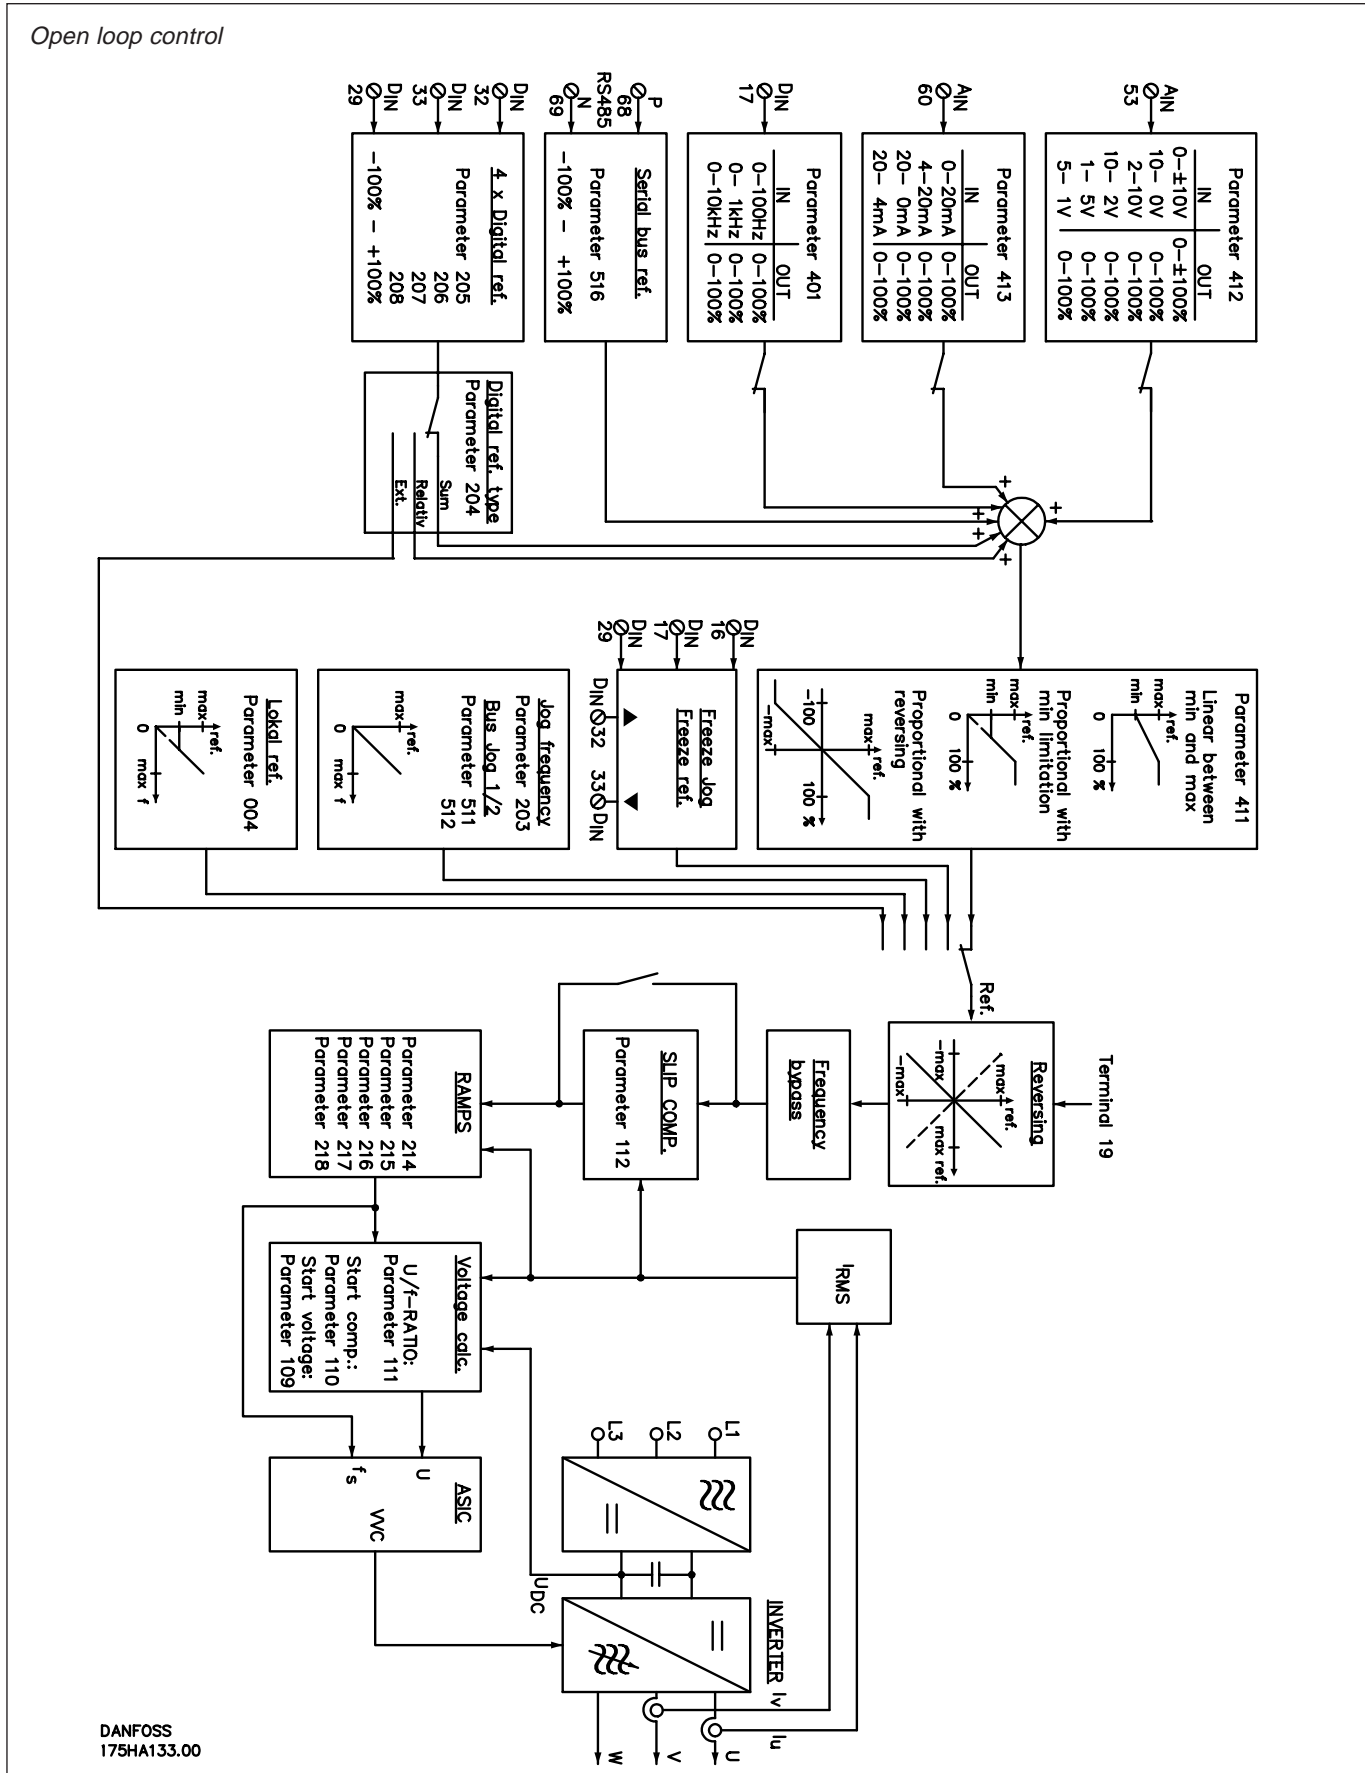 Open loop control
AIN
53
Parameter 412
IN OUT
0-±10V 0-±100%
10- 0V 0-100%
2-10V 0-100%
10- 2V 0-100%
1- 5V 0-100%
5- 1V 0-100%
AIN
60
Parameter 413
IN OUT
0-20mA 0-100%
4-20mA 0-100%
20- 0mA 0-100%
20- 4mA 0-100%
DIN
17
Parameter 401
IN OUT
0-100Hz 0-100%
0- 1kHz 0-100%
0-10kHz 0-100%
P
68
RS485
N
69
Serial bus ref.
Parameter 516
-100% - +100%
DIN
32
DIN
33
DIN
29
4 x Digital ref.
Parameter 205
206
207
208
-100% - +100%
Digital ref. type
Parameter 204
Sum
Relativ
Ext.
+
+
+
+
+
Parameter 411
Linear between
min and max
ref.
max
min
0
100 %
Proportional with
min limitation
ref.
max
min
0
100 %
Proportional with
reversing
ref.
max
-100
100 %
-max
DIN
16
DIN
17
DIN
29
Freeze Jog
Freeze ref.
DIN 32
33 DIN
Jog frequency
Parameter 203
Bus Jog 1/2
Parameter 511
512
max
ref.
0
max f
Lokal ref.
Parameter 004
ref.
max
min
0
max f
Ref.
Terminal 19
Reversing
max
ref.
-max
max ref.
-max
Frequency
bypass
SLIP COMP.
Parameter 112
RAMPS
Parameter 214
Parameter 215
Parameter 216
Parameter 217
Parameter 218
IRMS
Voltage calc.
U/f-RATIO:
Parameter 111
Start comp.:
Parameter 110
Start voltage:
Parameter 109
L1
L2
L3
ASIC
U
fs
VVC
UDC
INVERTER
Iv
Iu
U
V
W
DANFOSS
175HA133.00